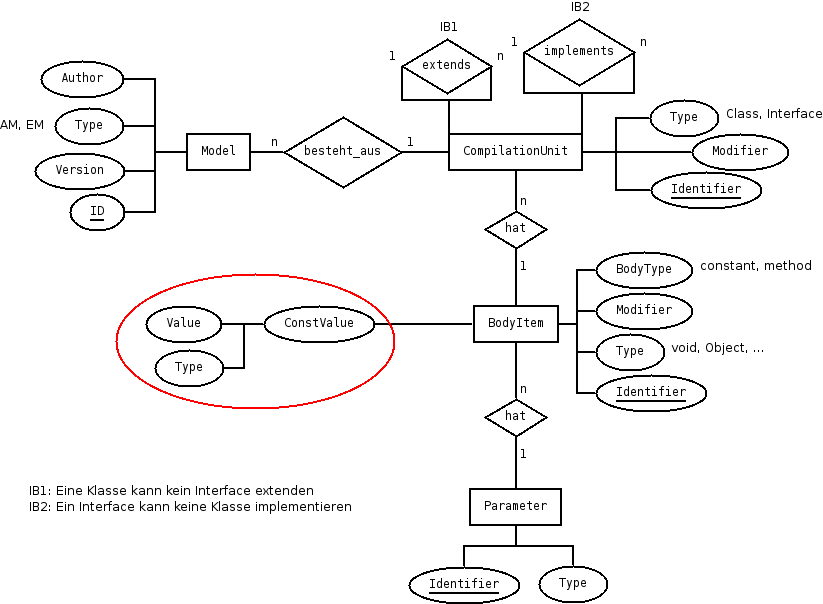 IB2
IB1
1
n
implements
1
n
extends
Author
AM, EM
Type
Version
ID
Model
n
besteht_aus
1
CompilationUnit
Type
Class, Interface
Modifier
Identifier
n
hat
1
BodyType
constant, method
Modifier
Type
void, Object, ...
Identifier
Value
ConstValue
BodyItem
Type
n
hat
1
IB1: Eine Klasse kann kein Interface extenden
IB2: Ein Interface kann keine Klasse implementieren
Parameter
Identifier
Type